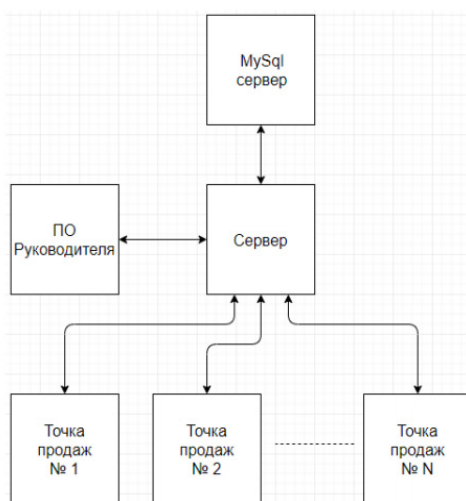 MySql
сервер
ПО
Руководителя
Сервер
Точка
продаж
№ 1
Точка
продаж
№ 2
Точка
продаж
№ N